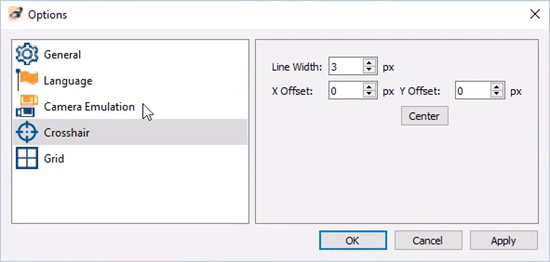 Options
General
Language
Camera Emulation
Crosshair
Grid
Line Width: 3 px
X Offset: 0 px Y Offset: 0 px
Center
OK Cancel Apply